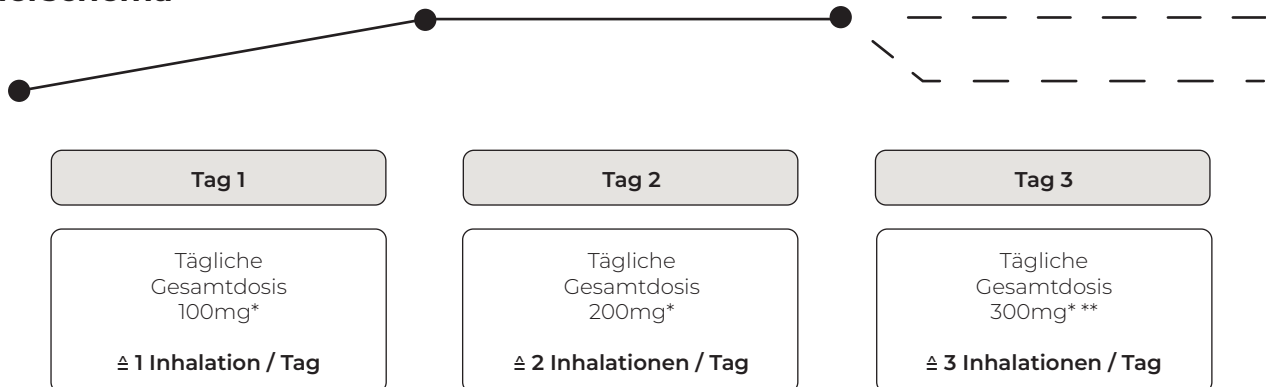 Tag 1
Tag 2
Tag 3
Tägliche
Gesamtdosis
100mg*
≙ 1 Inhalation / Tag
Tägliche
Gesamtdosis
200mg*
≙ 2 Inhalationen / Tag
Tägliche
Gesamtdosis
300mg* **
≙ 3 Inhalationen / Tag